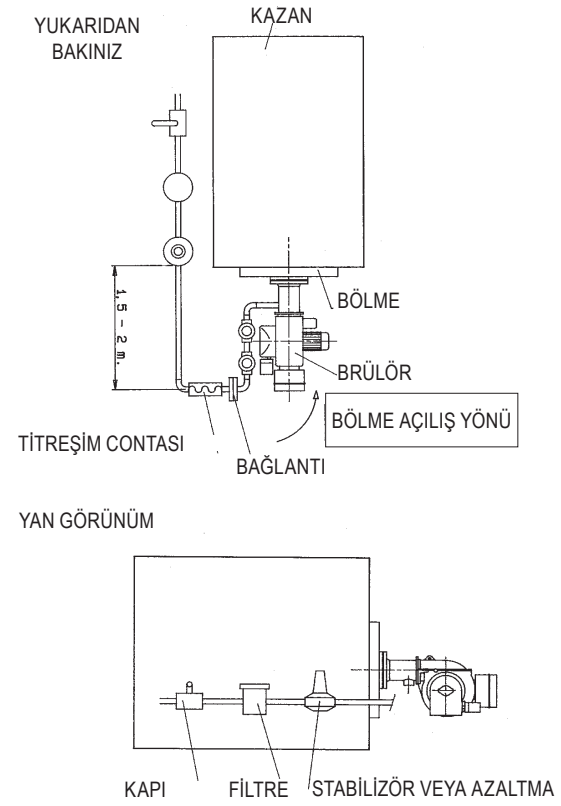 YUKARIDAN
BAKINIZ
KAZAN
1,5 - 2 m.
BÖLME
BRÜLÖR
BÖLME AÇILIŞ YÖNÜ
TİTREŞİM CONTASI
BAĞLANTI
YAN GÖRÜNÜM
KAPI
FİLTRE
STABİLİZÖR VEYA AZALTMA